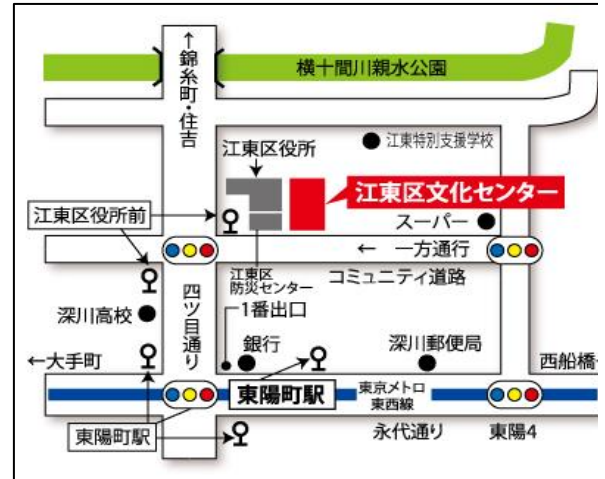 ↑錦糸町・住吉
横十間川親水公園
江東区役所
江東特別支援学校
江東区文化センター
江東区役所前
スーパー
← 一方通行
江東区
防災センター
コミュニティ道路
四ツ目通り
1番出口
深川高校
銀行
深川郵便局
←大手町
西船橋
東陽町駅
東京メトロ
東西線
東陽町駅
永代通り
東陽4